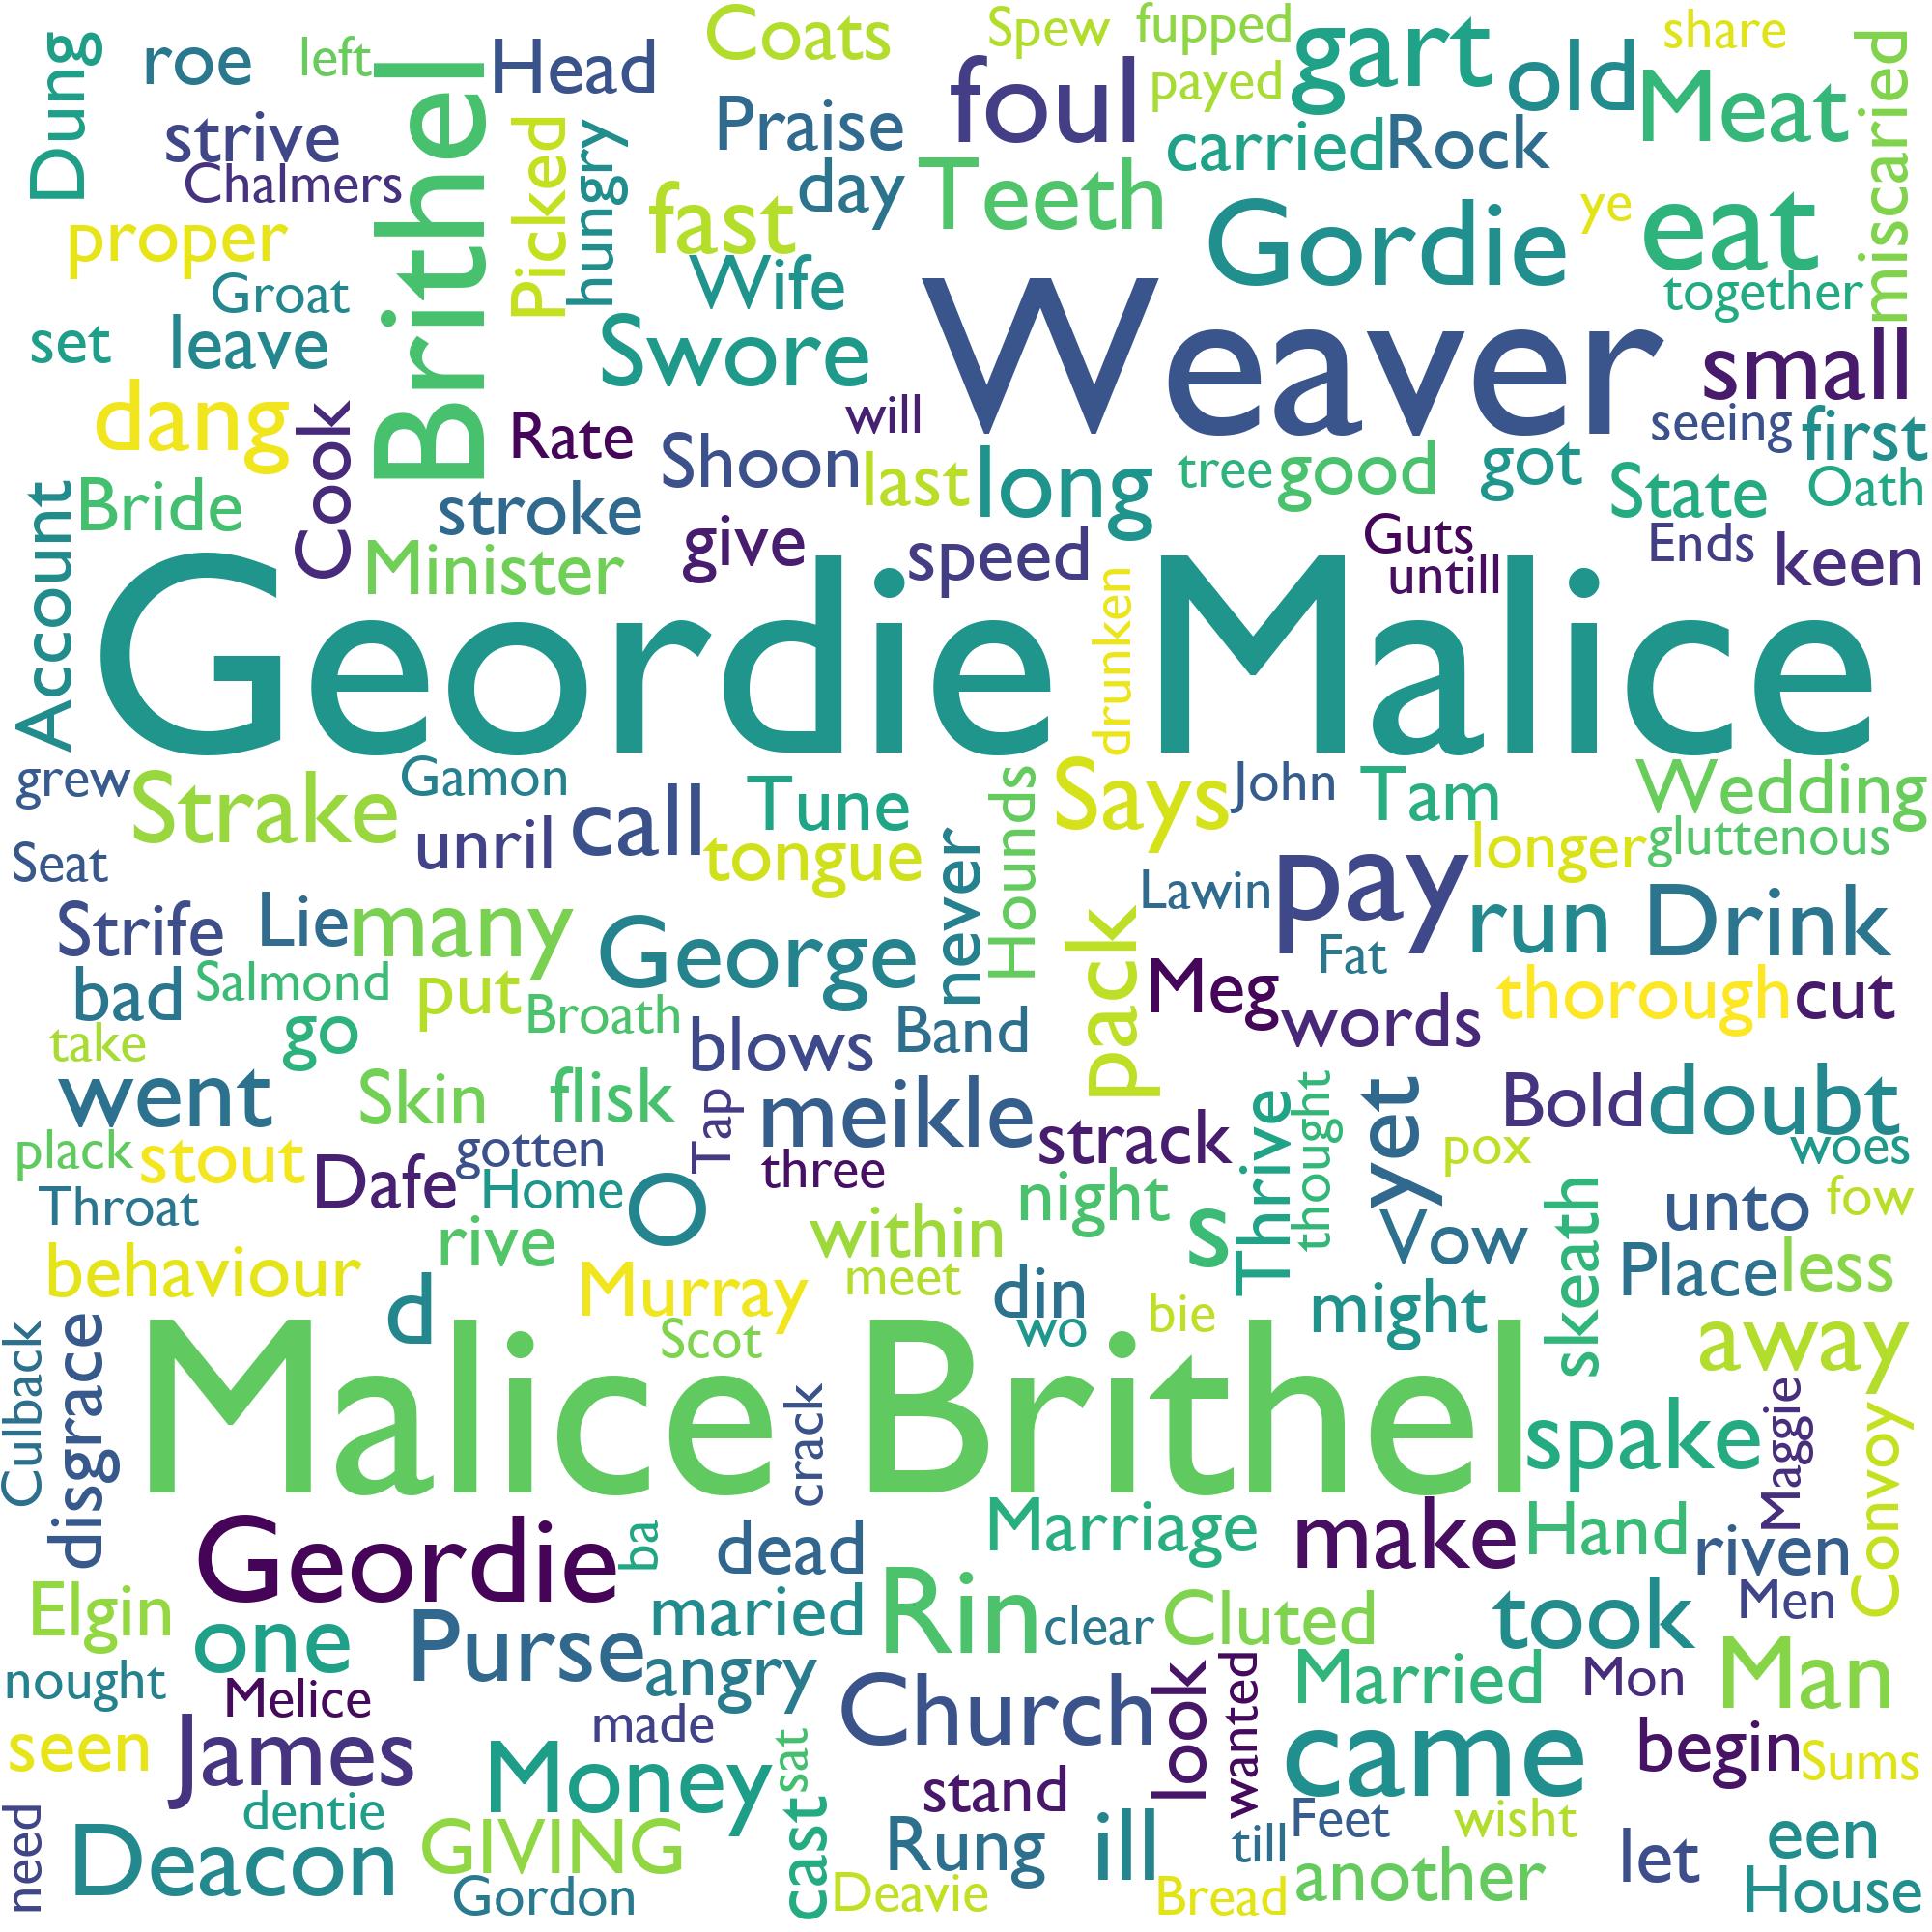 Dung
roe
left
Brithel
Head
Coats
Spew
fupped
gart
share
strive
Praise
foul
payed
old
Meat
miscaried
Chalmers
Picked
hungry
day
Teeth
carried
Rock
proper
fast
Gordie
ye
eat
Groat
Wife
together
set
leave
Swore
Weaver
small
dang
Cook
Rate
will
seeing
first
Account
Bride
stroke
Shoon
last
long
tree
good
got
State
Oath
Minister
give
speed
Guts
untill
Ends
keen
Geordie Malice
drunken
grew
Strake
Gamon
call
Tune
Hounds
Says
John
Tam
Wedding
Seat
unril
tongue
never
longer
gluttenous
Strife
Lie
many
George
pack
Lawin
pay
run
Drink
bad
Salmond
put
Broath
Fat
Meg
thorough
cut
take
go
blows
Band
words
went
Skin
flisk
Tap
meikle
strack
Thrive
thought
yet
Bold
doubt
plack
stout
gotten
three
pox
woes
Throat
Dafe
Home
O
night
s
Vow
skeath
unto
fow
rive
within
behaviour
d
Murray
meet
din
bie
might
Place
less
Culback
disgrace
Scot
wo
away
Malice Brithel
crack
spake
Maggie
Convoy
Geordie
ba
dead
Marriage
make
Hand
riven
Elgin
one
Purse
maried
Rin
clear
Cluted
took
Men
nought
Melice
angry
Church
look
wanted
Married
Mon
Man
seen
James
made
sat
came
begin
Sums
need
dentie
Money
cast
stand
Feet
wisht
Deacon
GIVING
Rung
ill
till
another
let
een
Gordon
Deavie
Bread
House